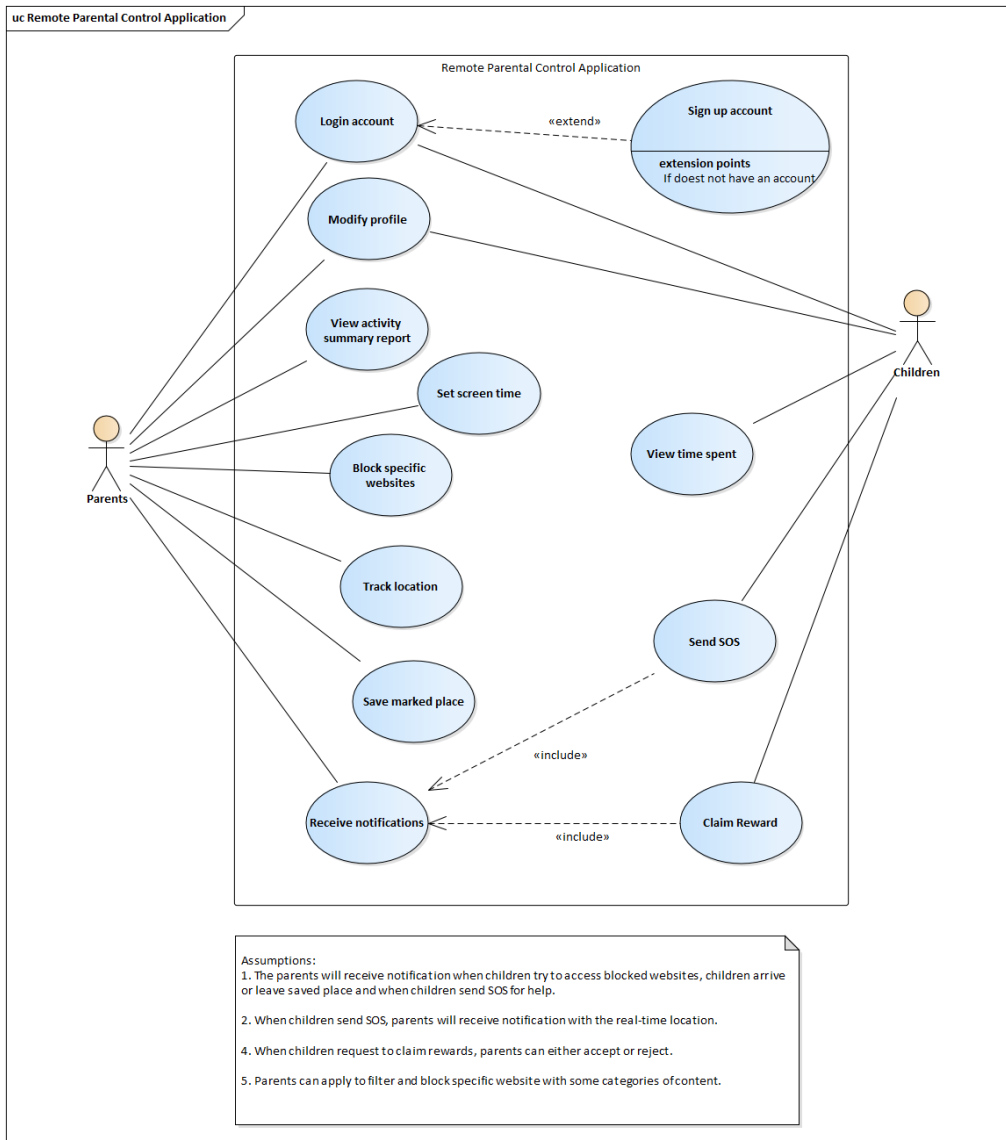 uc Remote Parental Control Application
Remote Parental Control Application
Login account
«extend»
Sign up account
extension points
If doest not have an account
Modify profile
View activity
summary report
Set screen time
Children
Parents
Block specific
websites
View time spent
Track location
Send SOS
Save marked place
«include»
Receive notifications
«include»
Claim Reward
Assumptions:
1. The parents will receive notification when children try to access blocked websites, children arrive
or leave saved place and when children send SOS for help.
2. When children send SOS, parents will receive notification with the real-time location.
4. When children request to claim rewards, parents can either accept or reject.
5. Parents can apply to filter and block specific website with some categories of content.